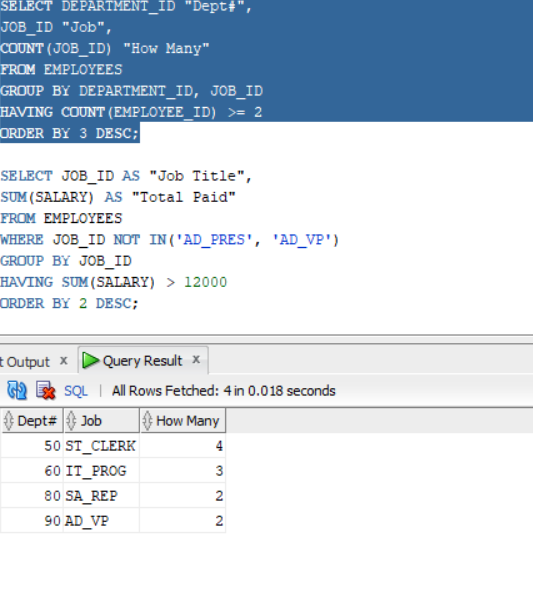 SELECT DEPARTMENT_ID "Dept#",
JOB_ID "Job",
COUNT(JOB_ID) "How Many"
FROM EMPLOYEES
GROUP BY DEPARTMENT_ID, JOB_ID
HAVING COUNT(EMPLOYEE_ID) >= 2
ORDER BY 3 DESC;
SELECT JOB_ID AS "Job Title",
SUM(SALARY) AS "Total Paid"
FROM EMPLOYEES
WHERE JOB_ID NOT IN('AD_PRES', 'AD_VP')
GROUP BY JOB_ID
HAVING SUM(SALARY) > 12000
ORDER BY 2 DESC;
t Output x Query Result x
SQL | All Rows Fetched: 4 in 0.018 seconds
Dept# Job How Many
50 ST_CLERK 4
60 IT_PROG 3
80 SA_REP 2
90 AD_VP 2